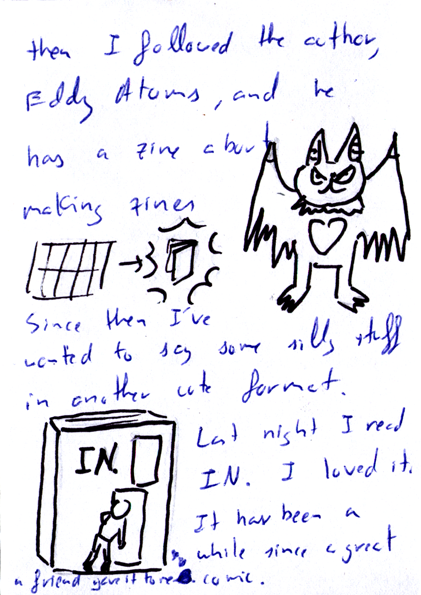 then I followed the author,
Eddy Atoms, and he
has a zine about
making zines
Since then I've
wanted to say some silly stuff
in another cute format.
IN.
Last night I read
IN. I loved it.
It has been a
while since a great
comic.
a friend gave it to me